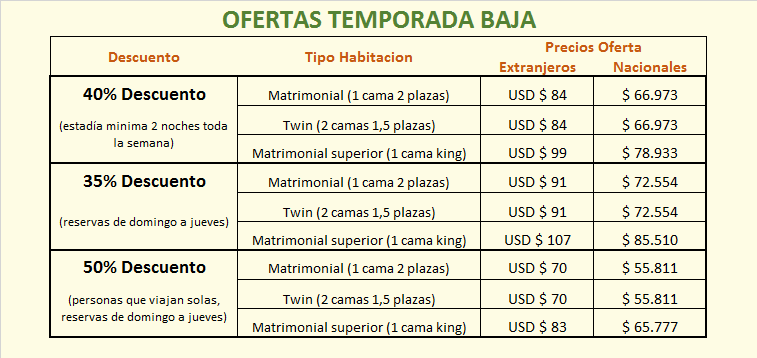 OFERTAS TEMPORADA BAJA
Descuento Tipo Habitacion Precios Oferta
Extranjeros Nacionales
40% Descuento
(estadía minima 2 noches toda
la semana)
Matrimonial (1 cama 2 plazas) USD $ 84 $ 66.973
Twin (2 camas 1,5 plazas) USD $ 84 $ 66.973
Matrimonial superior (1 cama king) USD $ 99 $ 78.933
35% Descuento
(reservas de domingo a jueves)
Matrimonial (1 cama 2 plazas) USD $ 91 $ 72.554
Twin (2 camas 1,5 plazas) USD $ 91 $ 72.554
Matrimonial superior (1 cama king) USD $ 107 $ 85.510
50% Descuento
(personas que viajan solas,
reservas de domingo a jueves)
Matrimonial (1 cama 2 plazas) USD $ 70 $ 55.811
Twin (2 camas 1,5 plazas) USD $ 70 $ 55.811
Matrimonial superior (1 cama king) USD $ 83 $ 65.777